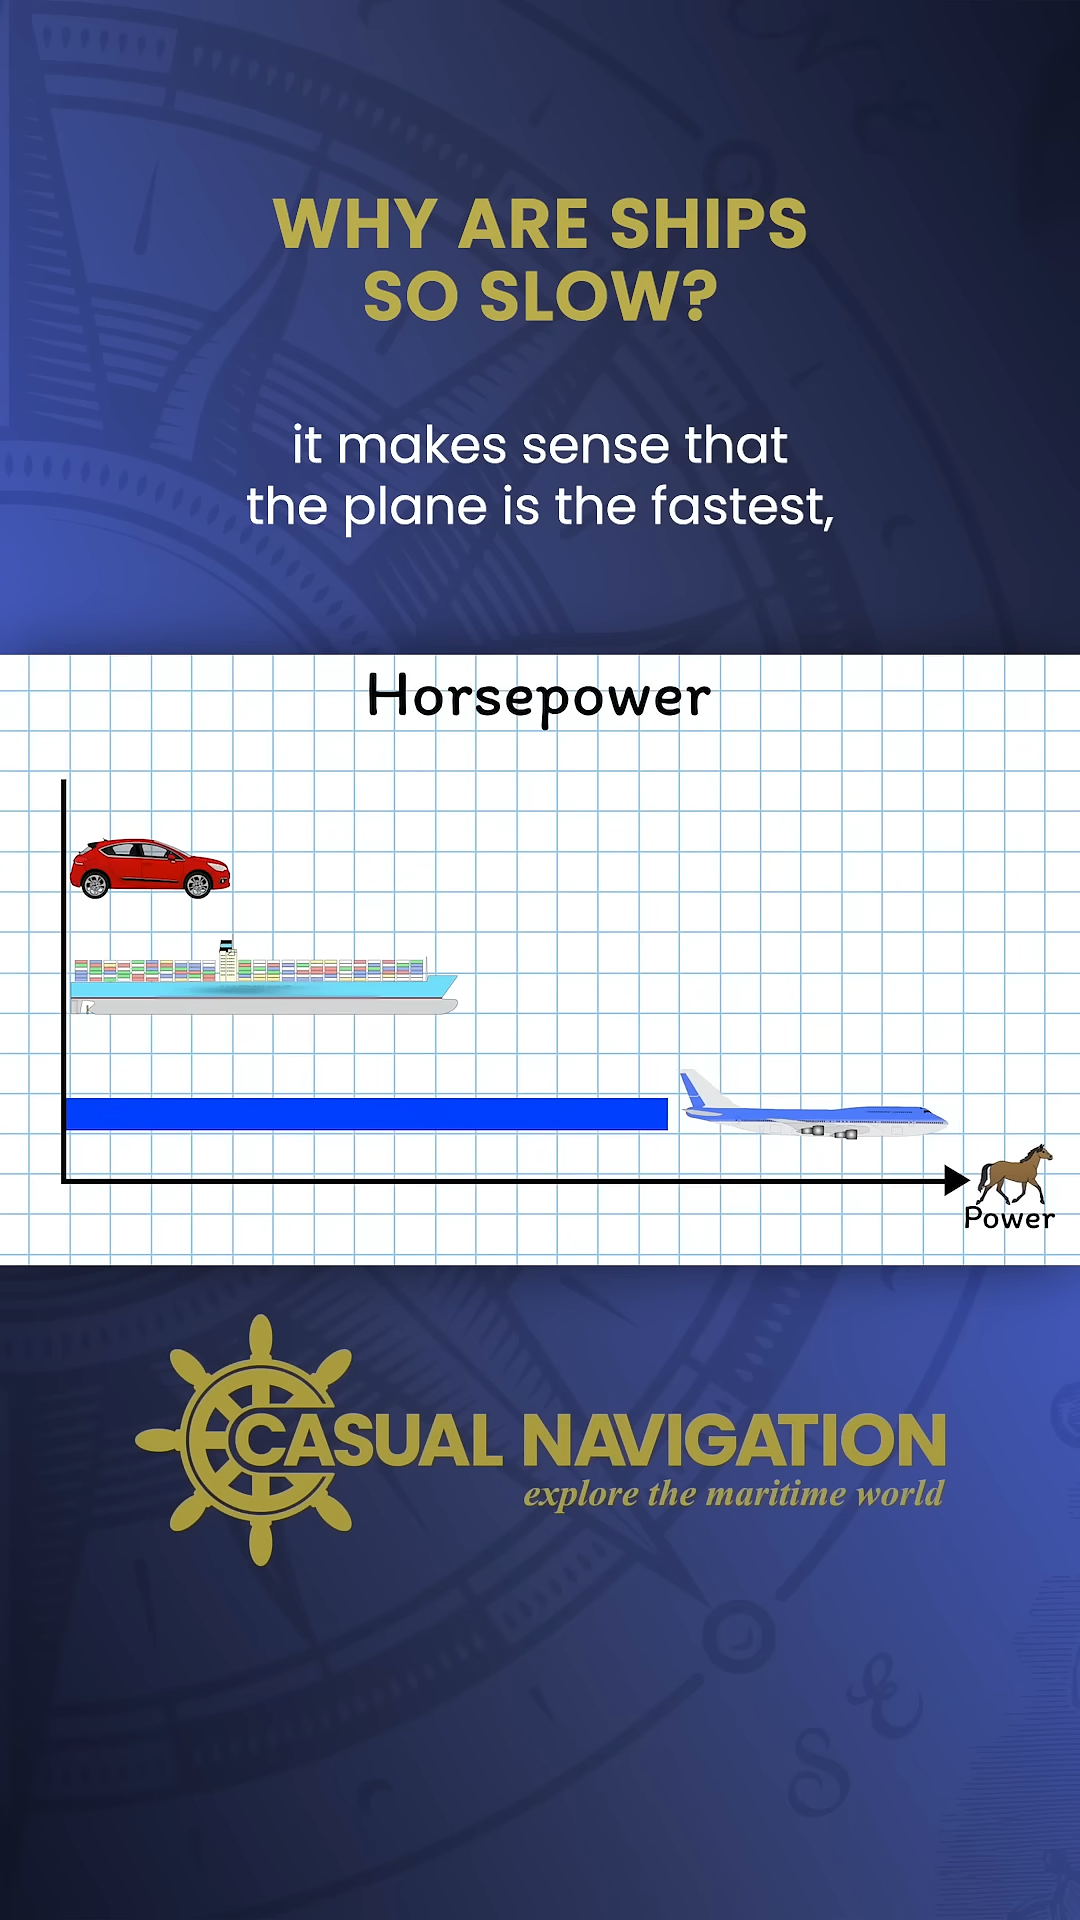 WHY ARE SHIPS
SO SLOW?
it makes sense that
the plane is the fastest,
Horsepower
Power
CASUAL NAVIGATION
explore the maritime world